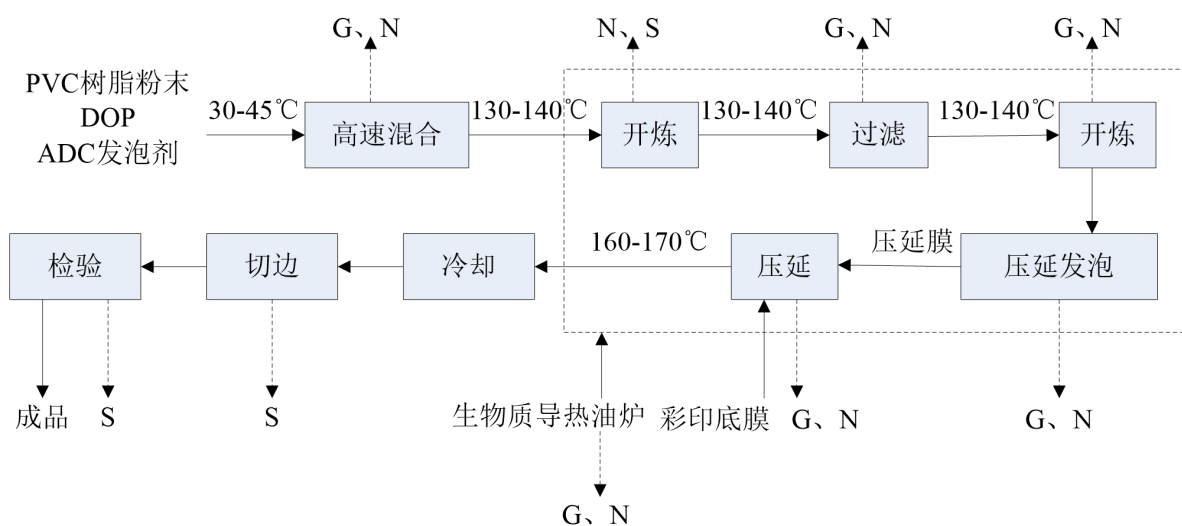 G、N
N、S
G、N
G、N
PVC树脂粉末
DOP
ADC发泡剂
30-45℃
高速混合
130-140℃
开炼
130-140℃
过滤
130-140℃
开炼
检验
切边
冷却
160-170℃
压延
压延膜
压延发泡
成品
S
S
生物质导热油炉
彩印底膜
G、N
G、N
G、N